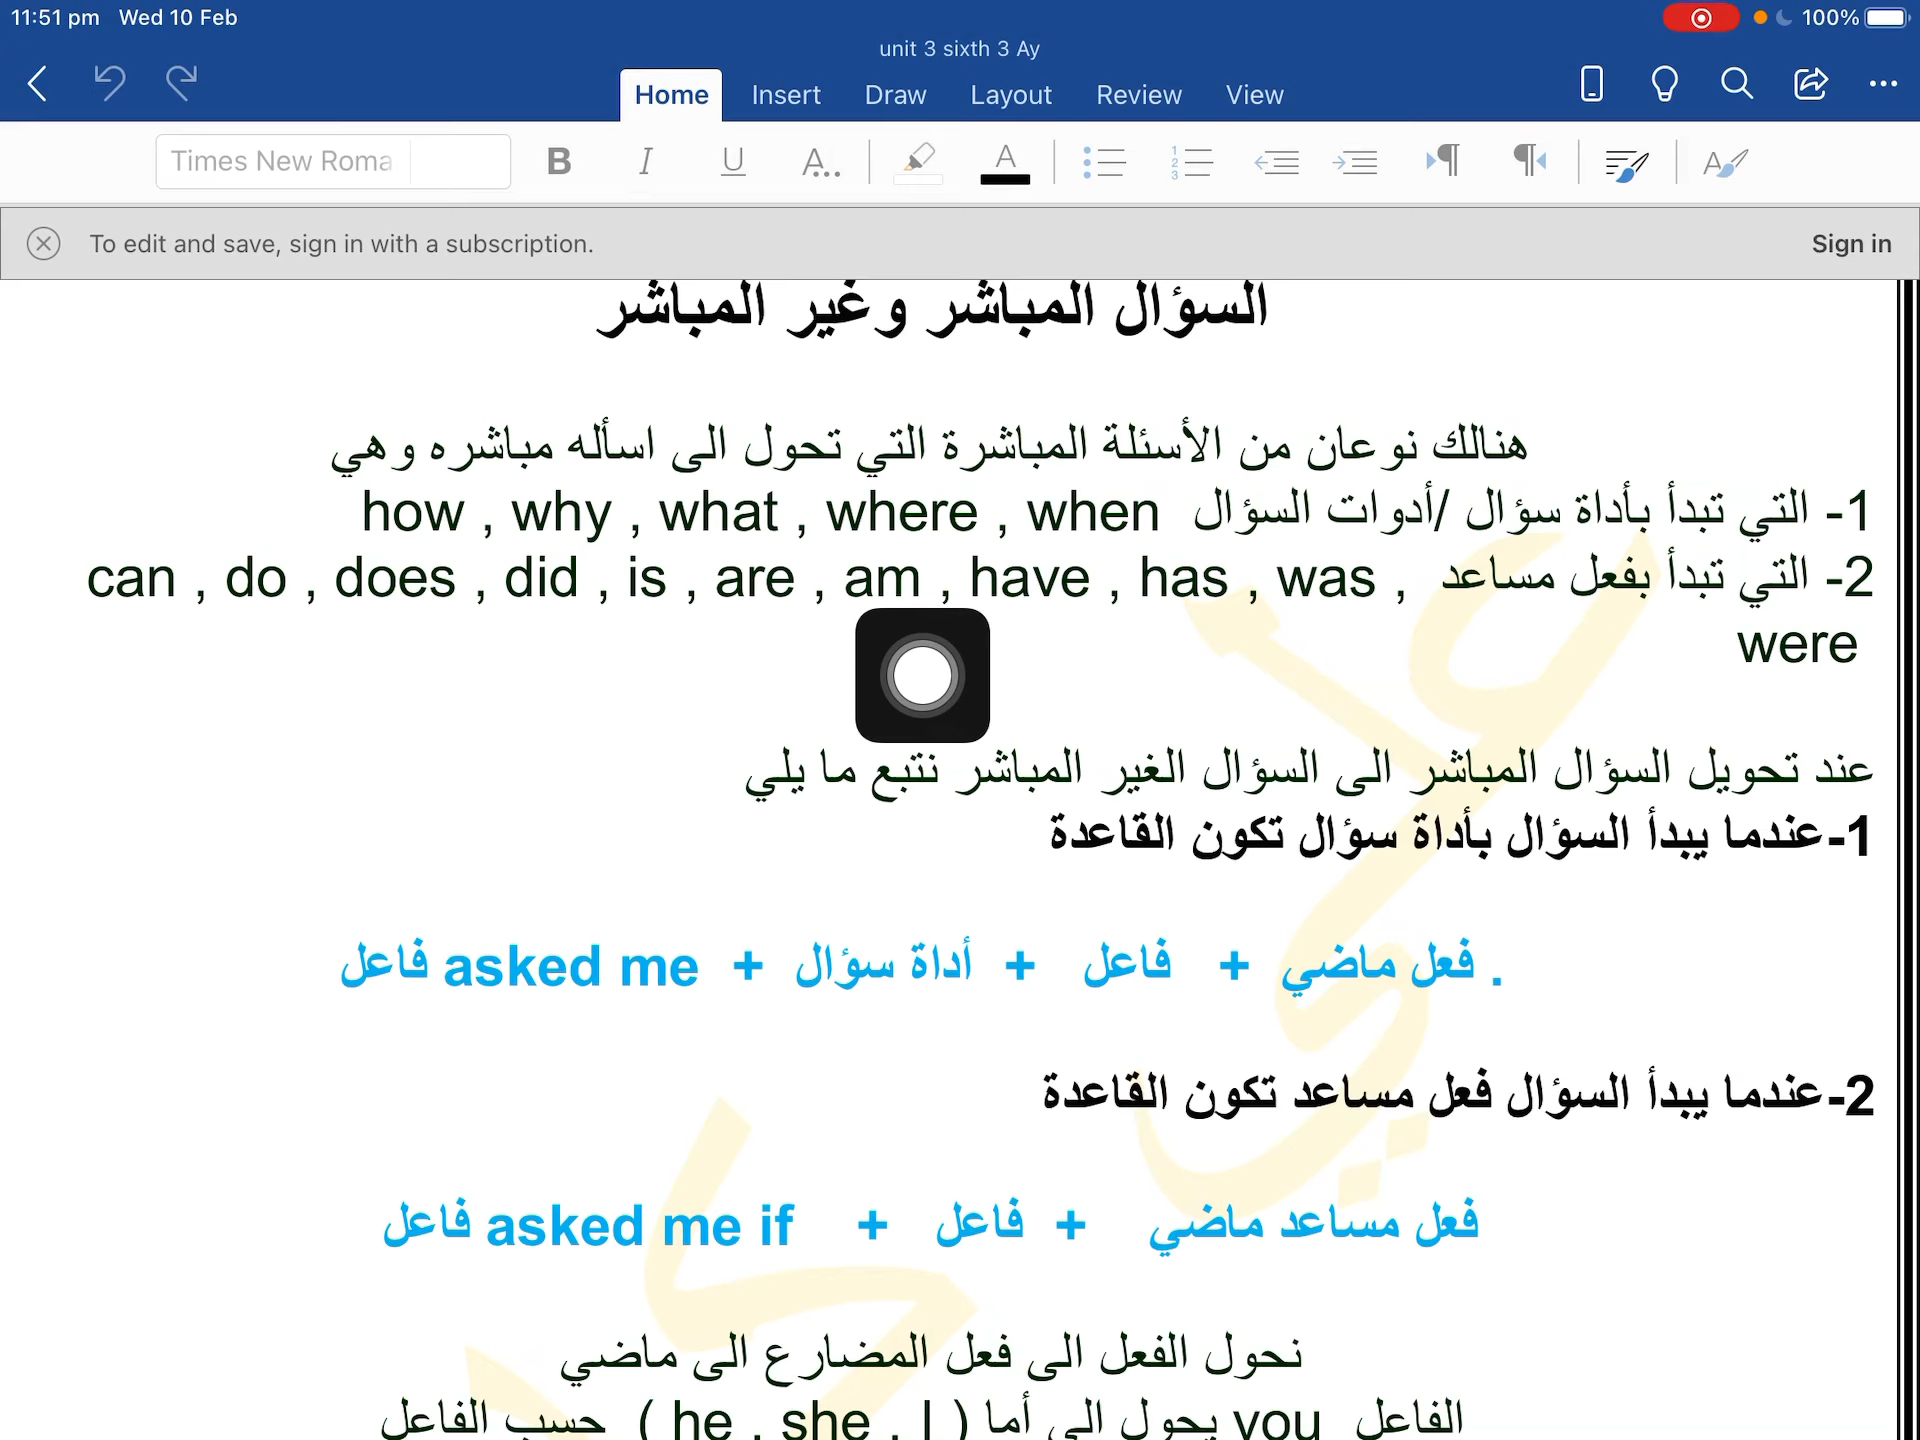 11:51 pm Wed 10 Feb
100%
unit 3 sixth 3 Ay
Home Insert Draw Layout Review View
Times New Roma
B I U A...
To edit and save, sign in with a subscription. Sign in
السؤال المباشر وغير المباشر
هنالك نوعان من الأسئلة المباشرة التي تحول الى اسأله مباشره وهي
1- التي تبدأ بأداة سؤال /أدوات السؤال how , why , what , where , when
2- التي تبدأ بفعل مساعد can , do , does , did , is , are , am , have , has , was ,
were
عند تحويل السؤال المباشر الى السؤال الغير المباشر نتبع ما يلي
1-عندما يبدأ السؤال بأداة سؤال تكون القاعدة
فاعل asked me + أداة سؤال + فاعل + فعل ماضي .
2-عندما يبدأ السؤال فعل مساعد تكون القاعدة
فاعل asked me if + فاعل + فعل مساعد ماضي
نحول الفعل الى فعل المضارع الى ماضي
الفاعل you يحول الى أما ( he , she , I ) حسب الفاعل